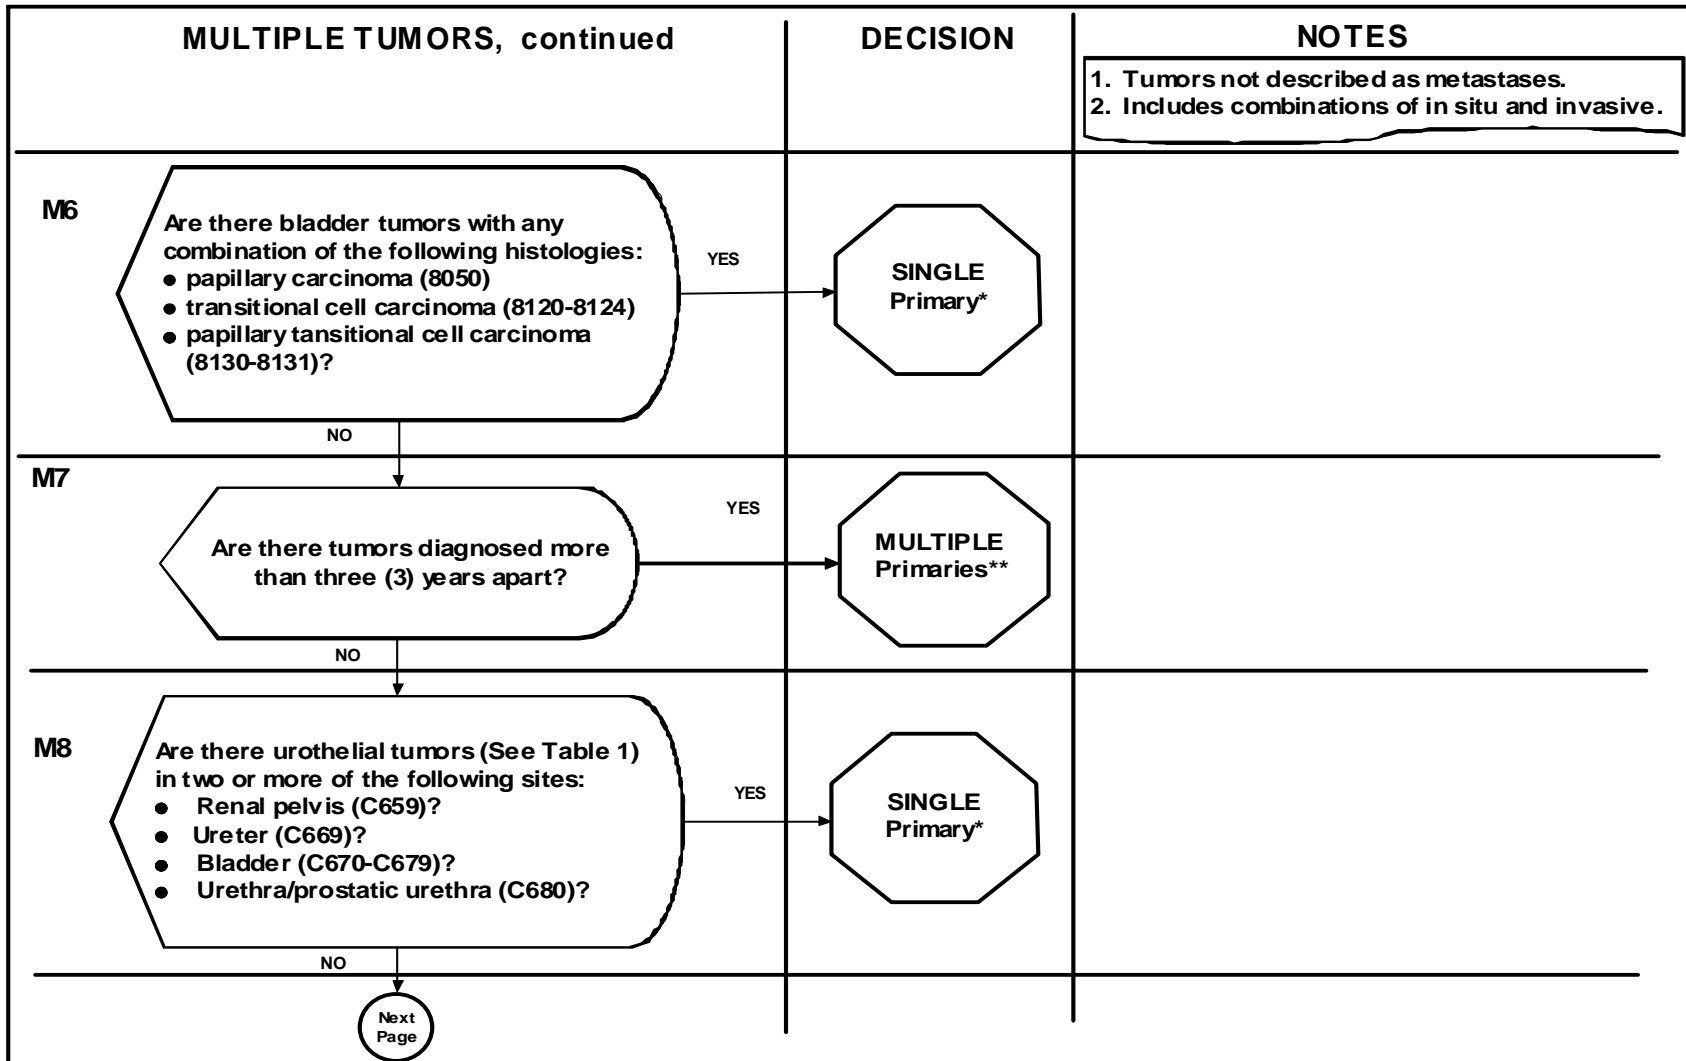 MULTIPLE TUMORS, continued
DECISION
NOTES
1. Tumors not described as metastases.
2. Includes combinations of in situ and invasive.
M6
Are there bladder tumors with any
combination of the following histologies:
● papillary carcinoma (8050)
● transitional cell carcinoma (8120-8124)
● papillary tansitional cell carcinoma
(8130-8131)?
YES
SINGLE
Primary*
NO
M7
Are there tumors diagnosed more
than three (3) years apart?
YES
MULTIPLE
Primaries**
NO
M8
Are there urothelial tumors (See Table 1)
in two or more of the following sites:
● Renal pelvis (C659)?
● Ureter (C669)?
● Bladder (C670-C679)?
● Urethra/prostatic urethra (C680)?
YES
SINGLE
Primary*
NO
Next
Page